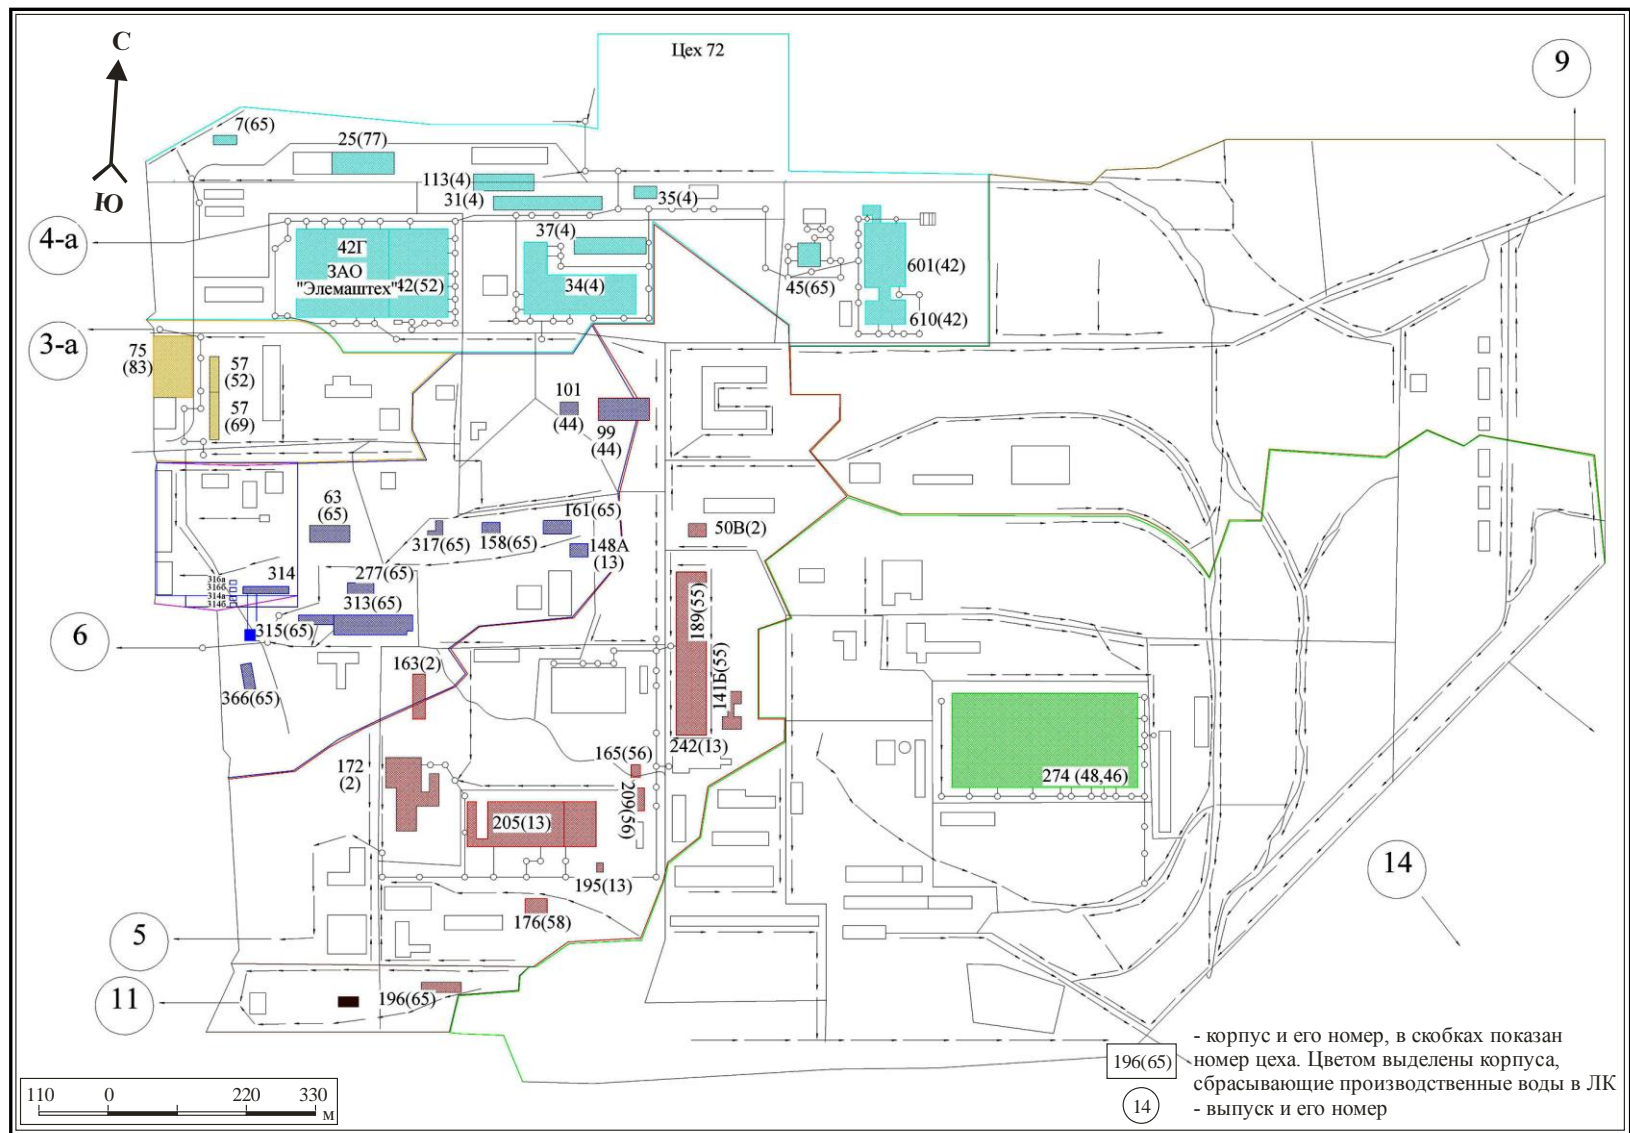 С
Ю
Цех 72
9
7(65)
25(77)
113(4)
31(4)
35(4)
4-а
42Г
ЗАО
"Элемаштех"
42(52)
37(4)
34(4)
45(65)
601(42)
610(42)
3-а
75
(83)
57
(52)
57
(69)
101
(44)
99
(44)
63
(65)
161(65)
317(65)
158(65)
148А
(13)
50В(2)
316а
316б
314а
314б
314
277(65)
313(65)
315(65)
6
366(65)
163(2)
189(55)
141Б(55)
242(13)
165(56)
209(56)
172
(2)
205(13)
195(13)
176(58)
274 (48,46)
14
5
11
196(65)
196(65)
- корпус и его номер, в скобках показан
номер цеха. Цветом выделены корпуса,
сбрасывающие производственные воды в ЛК
14
- выпуск и его номер
110 0 220 330
м